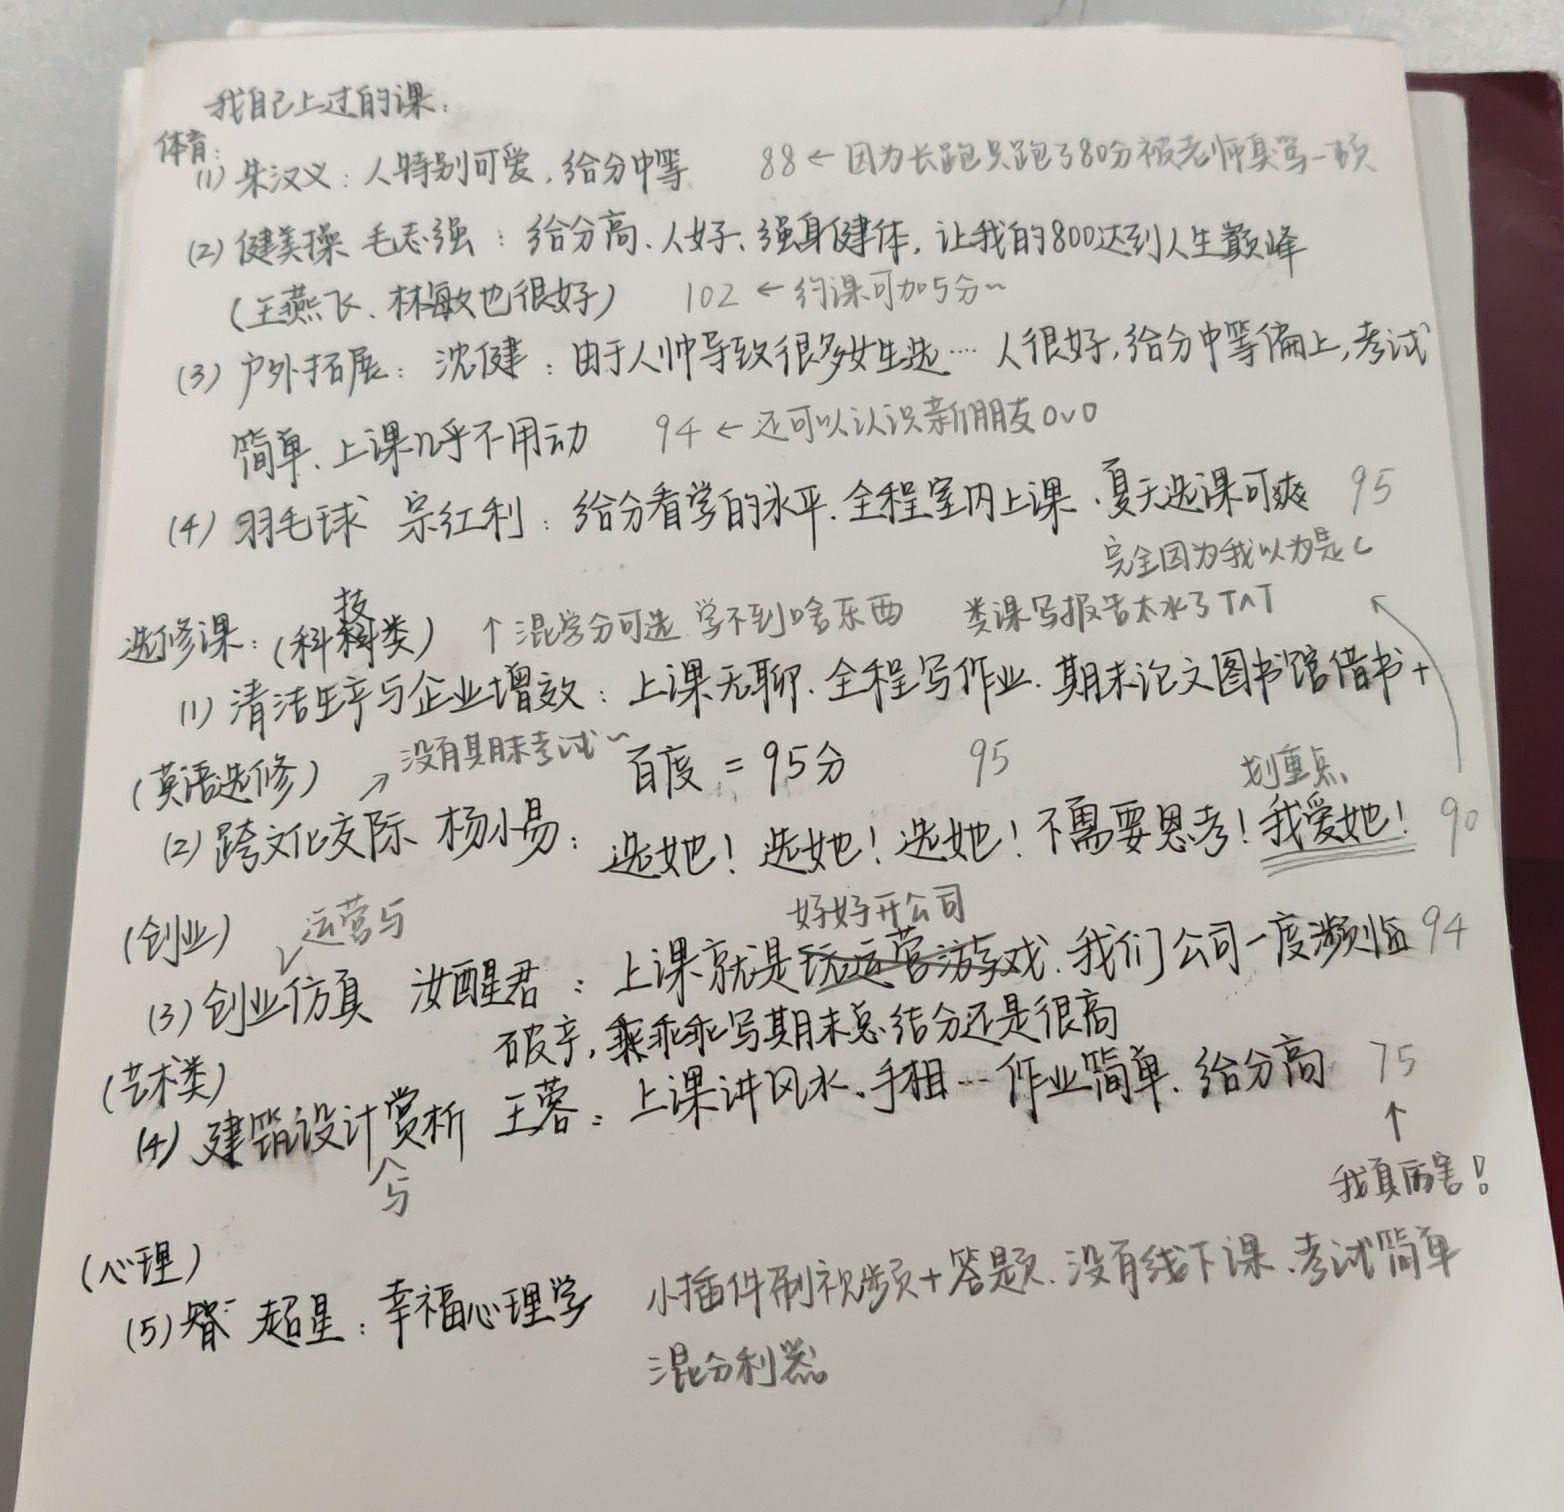 我自己上过的课:
体育:
(1) 朱汉义: 人特别可爱, 给分中等 88 ← 因为长跑只跑了80分被老师臭骂一顿
(2) 健美操 毛志强: 给分高、人好、强身健体, 让我的800达到人生巅峰
(王燕飞、林敏也很好) 102 ← 约课可加5分~
(3) 户外拓展: 沈健: 由于人帅导致很多女生选… 人很好, 给分中等偏上, 考试
简单、上课几乎不用动 94 ← 还可以认识新朋友OvO
(4) 羽毛球 宗红利: 给分看学的水平. 全程室内上课、夏天选课可爽 95
完全因为我以为是C
选修课: (科技类) ↑ 混学分可选 学不到啥东西 类课写报告太水了T^T
(1) 清洁生产与企业增效: 上课无聊. 全程写作业. 期末论文图书馆借书+
(英语选修) 没有期末考试~ 百度 = 95分 95 划重点
(2) 跨文化交际 杨小易: 选她! 选她! 选她! 不需要思考! 我爱她! 90
(创业) 运营与 好好开公司
(3) 创业仿真 汝醒君: 上课就是玩运营游戏. 我们公司一度濒临 94
破产, 乖乖写期末总结分还是很高
(艺术类)
(4) 建筑设计赏析 王蓉: 上课讲风水、手相… 作业简单. 给分高 75
与 ↑ 我真厉害!
(心理)
(5) 超星: 幸福心理学 小插件刷视频+答题. 没有线下课、考试简单
混分利器